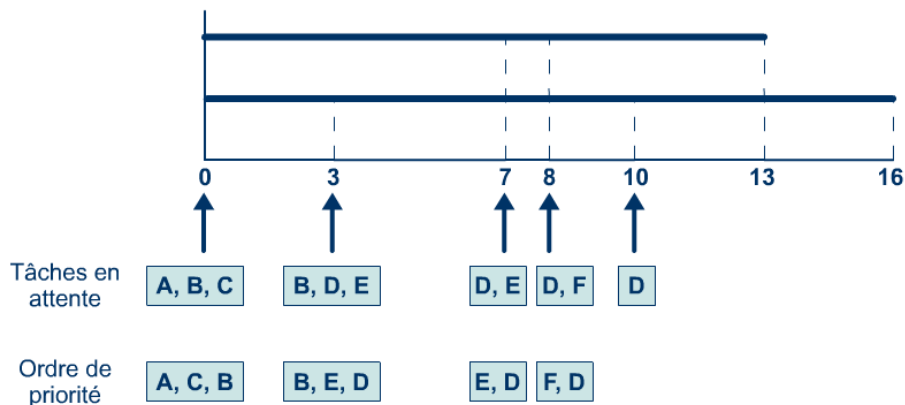 0 3 7 8 10 13 16
Tâches en
attente
A, B, C B, D, E D, E D, F D
Ordre de
priorité
A, C, B B, E, D E, D F, D